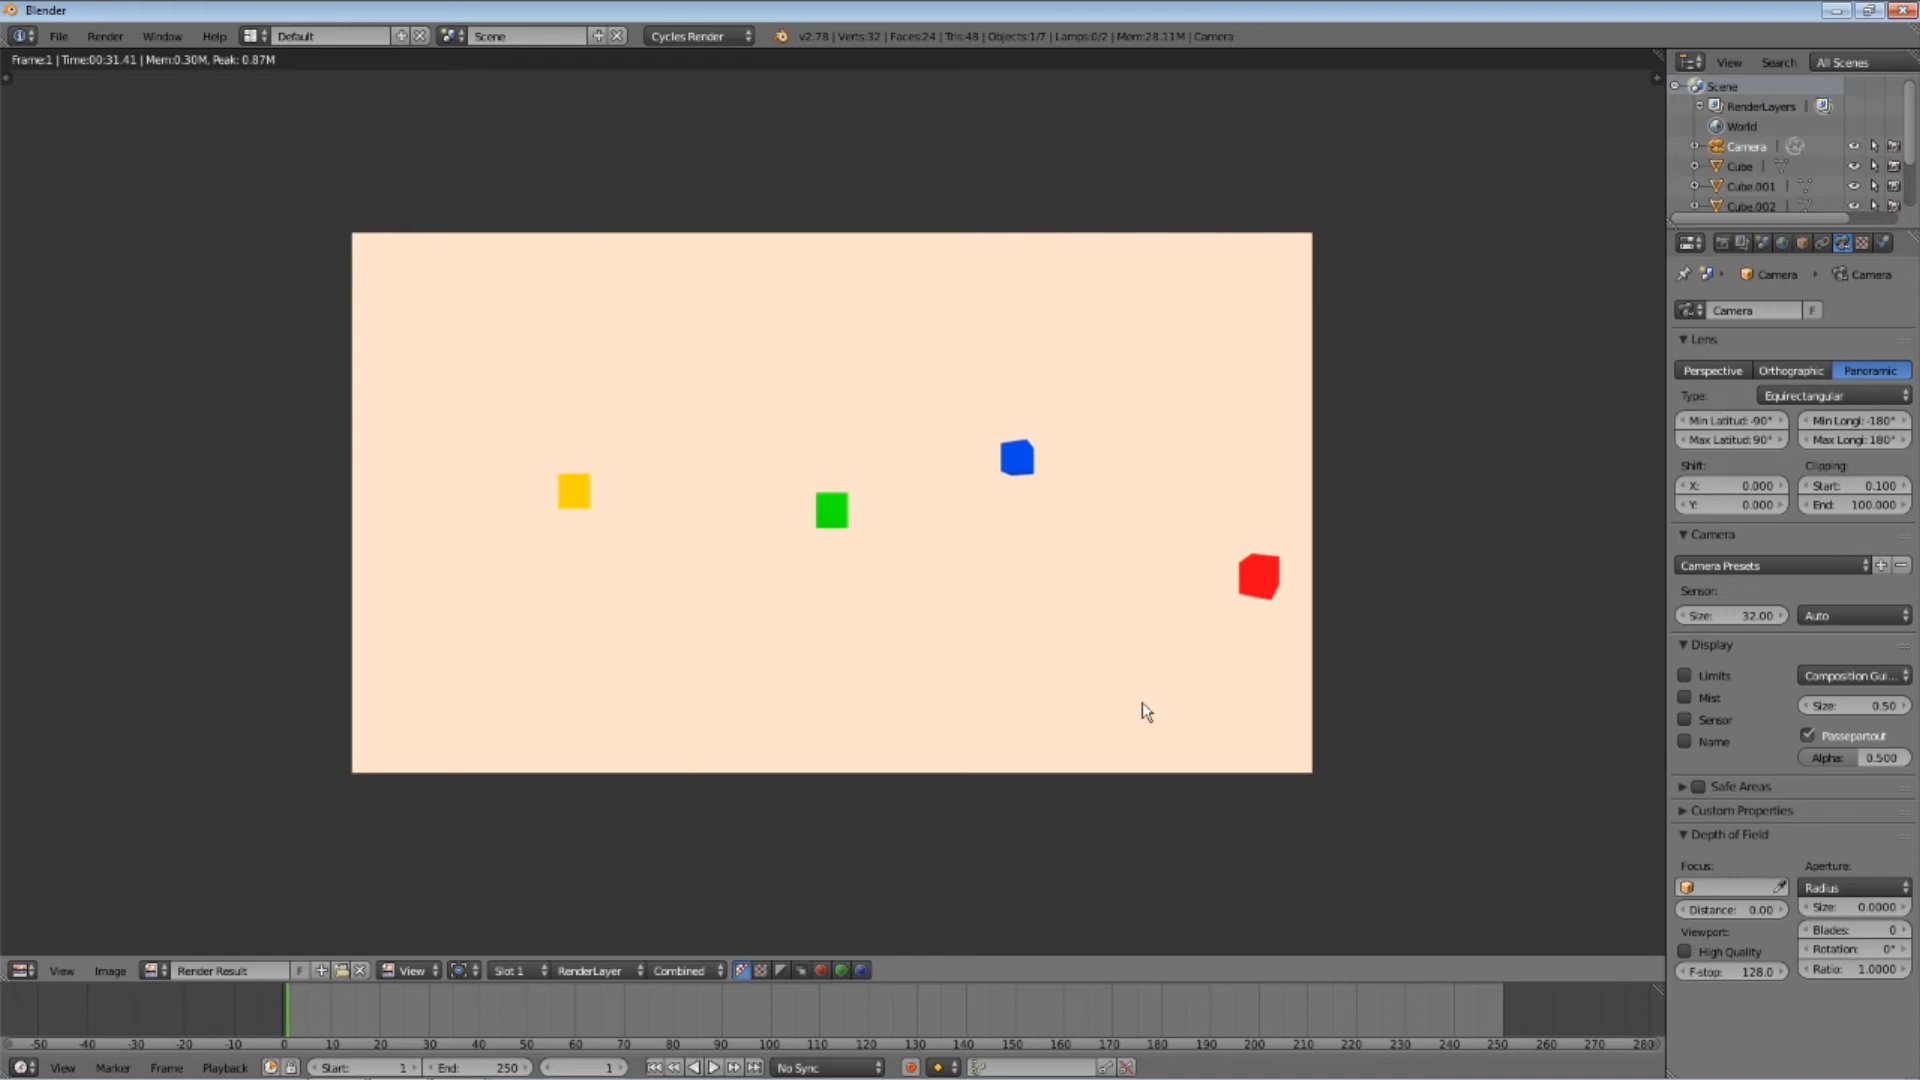 Blender
File Render Window Help Default Scene Cycles Render v2.78 | Verts:32 | Faces:24 | Tris:48 | Objects:1/7 | Lamps:0/2 | Mem:28.11M | Camera
Frame:1 | Time:00:31.41 | Mem:0.30M, Peak: 0.87M
View Search All Scenes
Scene
RenderLayers |
World
Camera |
Cube |
Cube.001 |
Cube.002
Camera Camera
Camera F
Lens
Perspective Orthographic Panoramic
Type: Equirectangular
Min Latitud: -90° Min Longi: -180°
Max Latitud: 90° Max Longi: 180°
Shift: Clipping:
X: 0.000 Start: 0.100
Y: 0.000 End: 100.000
Camera
Camera Presets
Sensor:
Size: 32.00 Auto
Display
Limits Composition Gui...
Mist Size: 0.50
Sensor Passepartout
Name Alpha: 0.500
Safe Areas
Custom Properties
Depth of Field
Focus: Aperture:
Radius
Distance: 0.00 Size: 0.0000
Viewport: Blades: 0
High Quality Rotation: 0°
F-stop: 128.0 Ratio: 1.0000
View Image Render Result F View Slot 1 RenderLayer Combined
-50 -40 -30 -20 -10 0 10 20 30 40 50 60 70 80 90 100 110 120 130 140 150 160 170 180 190 200 210 220 230 240 250 260 270 280
View Marker Frame Playback Start: 1 End: 250 1 No Sync